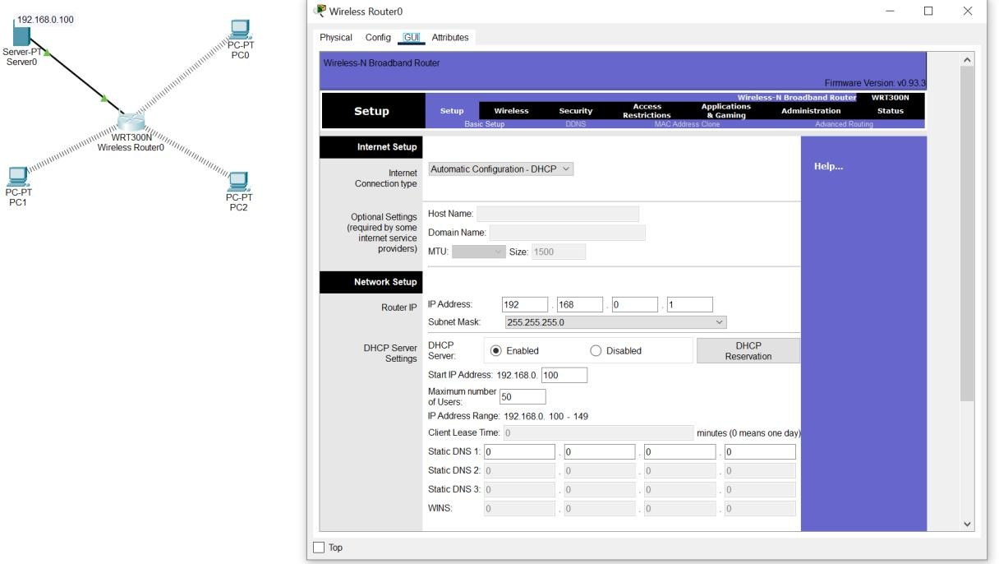 192.168.0.100
Server-PT
Server0
PC-PT
PC0
WRT300N
Wireless Router0
PC-PT
PC1
PC-PT
PC2
Wireless Router0
Physical Config GUI Attributes
Wireless-N Broadband Router
Firmware Version: v0.93.3
Wireless-N Broadband Router WRT300N
Setup
Setup Wireless Security Access Restrictions Applications & Gaming Administration Status
Basic Setup DDNS MAC Address Clone Advanced Routing
Internet Setup
Internet
Connection type
Automatic Configuration - DHCP
Help...
Optional Settings
(required by some
internet service
providers)
Host Name:
Domain Name:
MTU: Size: 1500
Network Setup
Router IP
IP Address: 192 . 168 . 0 . 1
Subnet Mask: 255.255.255.0
DHCP Server
Settings
DHCP
Server:
Enabled Disabled
DHCP
Reservation
Start IP Address: 192.168.0. 100
Maximum number
of Users: 50
IP Address Range: 192.168.0. 100 - 149
Client Lease Time: 0 minutes (0 means one day)
Static DNS 1: 0 . 0 . 0 . 0
Static DNS 2: 0 . 0 . 0 . 0
Static DNS 3: 0 . 0 . 0 . 0
WINS: 0 . 0 . 0 . 0
Top